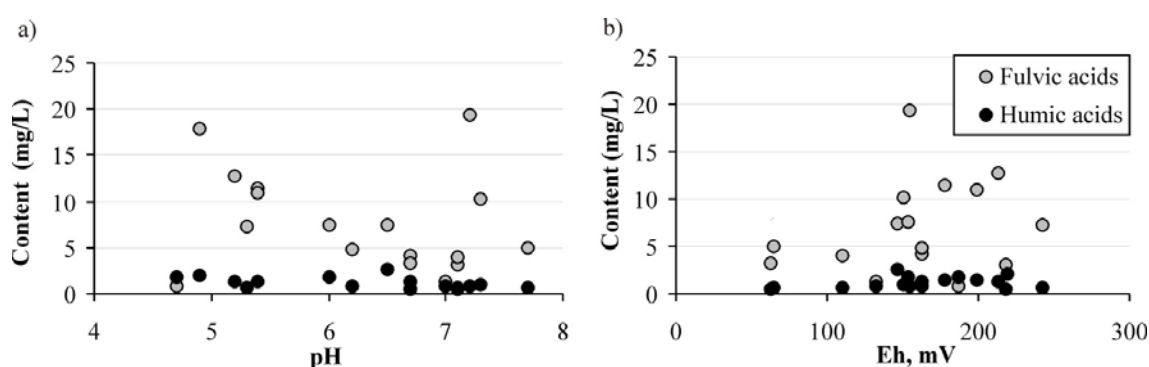 a)
Content (mg/L)
25
20
15
10
5
0
4 5 6 7 8
pH
b)
Content (mg/L)
25
20
15
10
5
0
0 100 200 300
Eh, mV
Fulvic acids
Humic acids